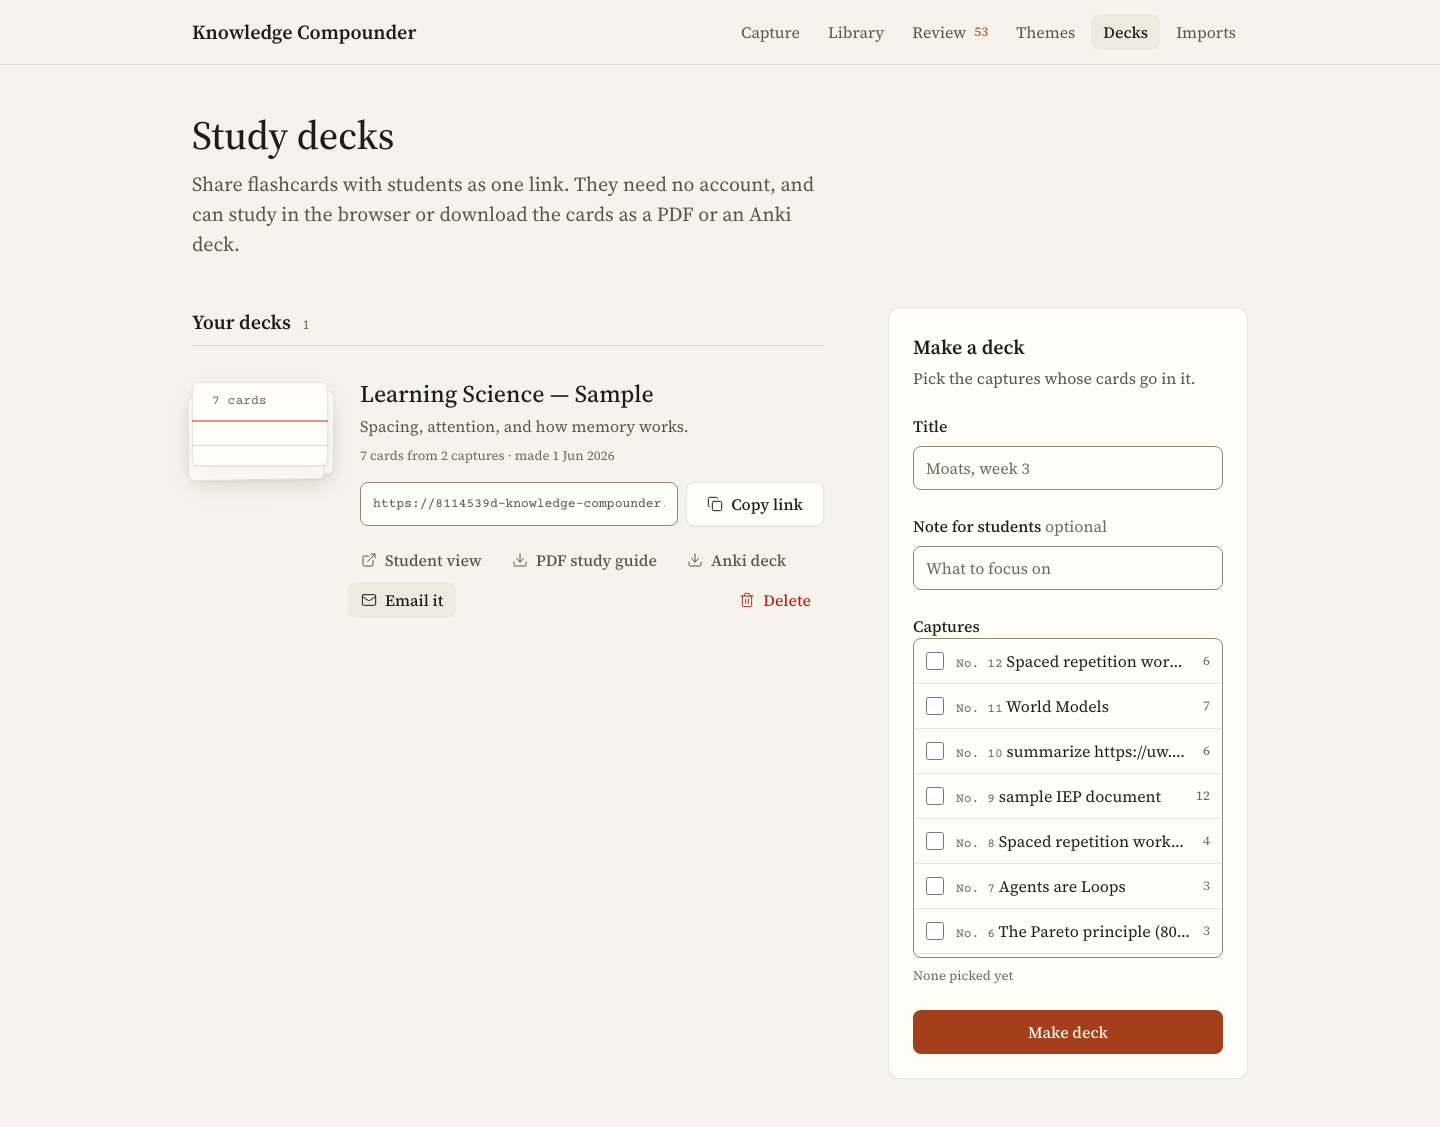 Knowledge Compounder
Capture
Library
Review 53
Themes
Decks
Imports
Study decks
Share flashcards with students as one link. They need no account, and
can study in the browser or download the cards as a PDF or an Anki
deck.
Your decks 1
7 cards
Learning Science — Sample
Spacing, attention, and how memory works.
7 cards from 2 captures · made 1 Jun 2026
https://8114539d-knowledge-compounder.
Copy link
Student view
PDF study guide
Anki deck
Email it
Delete
Make a deck
Pick the captures whose cards go in it.
Title
Moats, week 3
Note for students optional
What to focus on
Captures
No. 12 Spaced repetition wor... 6
No. 11 World Models 7
No. 10 summarize https://uw.... 6
No. 9 sample IEP document 12
No. 8 Spaced repetition work... 4
No. 7 Agents are Loops 3
No. 6 The Pareto principle (80... 3
None picked yet
Make deck